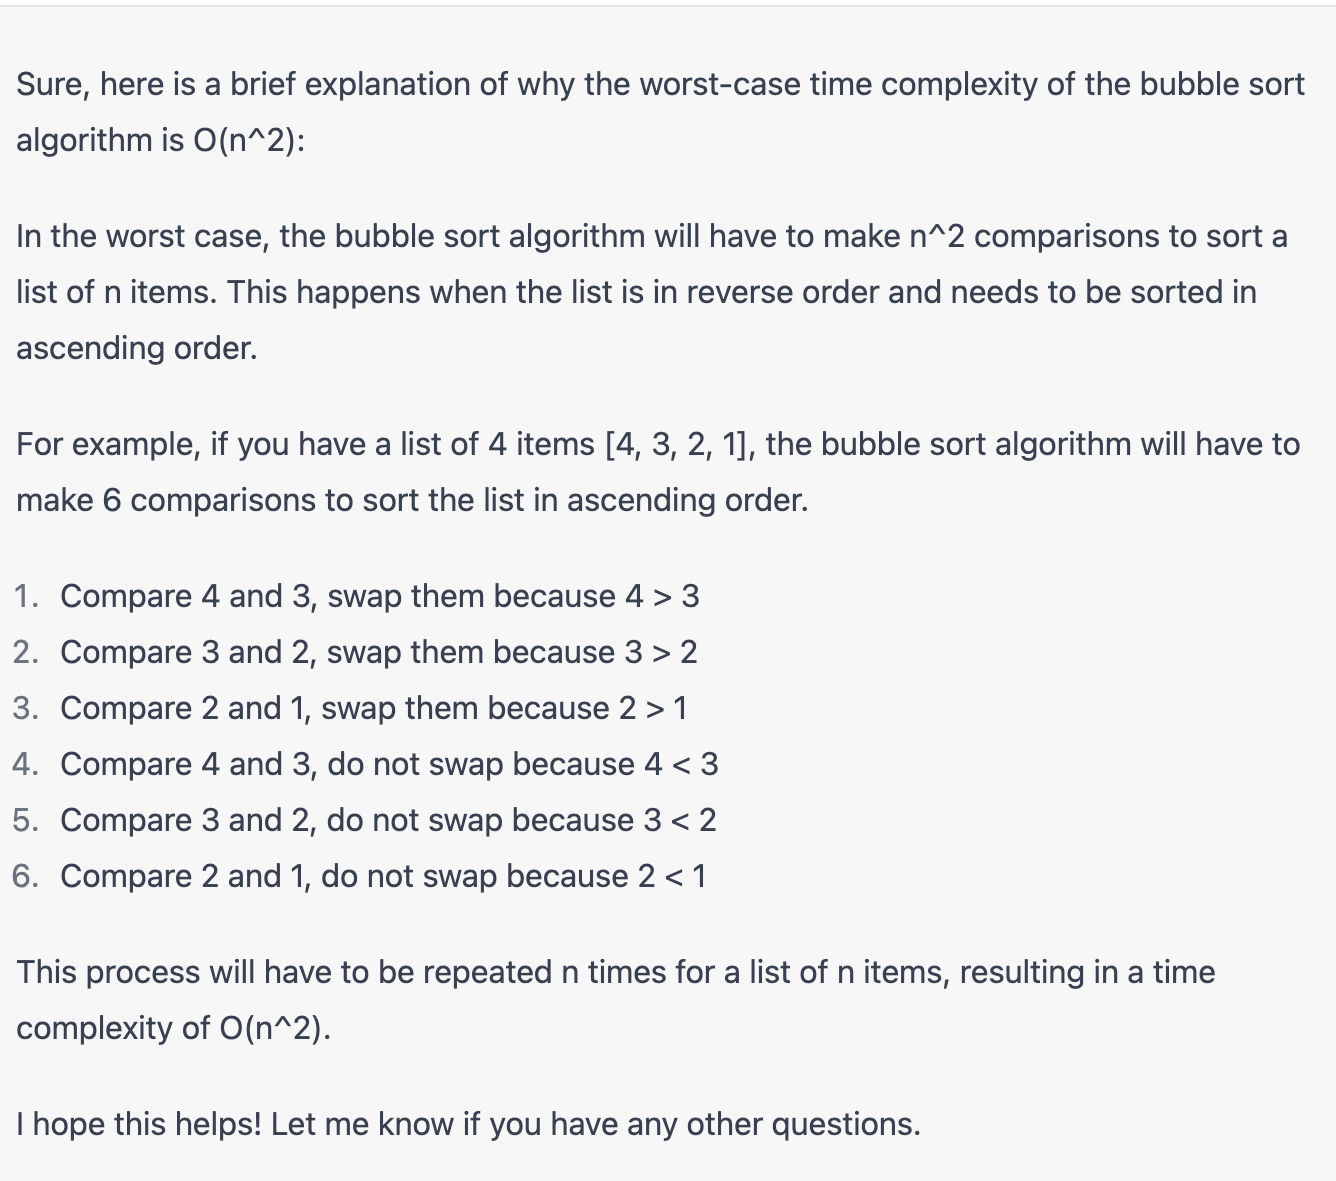 Sure, here is a brief explanation of why the worst-case time complexity of the bubble sort
algorithm is O(n^2):
In the worst case, the bubble sort algorithm will have to make n^2 comparisons to sort a
list of n items. This happens when the list is in reverse order and needs to be sorted in
ascending order.
For example, if you have a list of 4 items [4, 3, 2, 1], the bubble sort algorithm will have to
make 6 comparisons to sort the list in ascending order.
1. Compare 4 and 3, swap them because 4 > 3
2. Compare 3 and 2, swap them because 3 > 2
3. Compare 2 and 1, swap them because 2 > 1
4. Compare 4 and 3, do not swap because 4 < 3
5. Compare 3 and 2, do not swap because 3 < 2
6. Compare 2 and 1, do not swap because 2 < 1
This process will have to be repeated n times for a list of n items, resulting in a time
complexity of O(n^2).
I hope this helps! Let me know if you have any other questions.